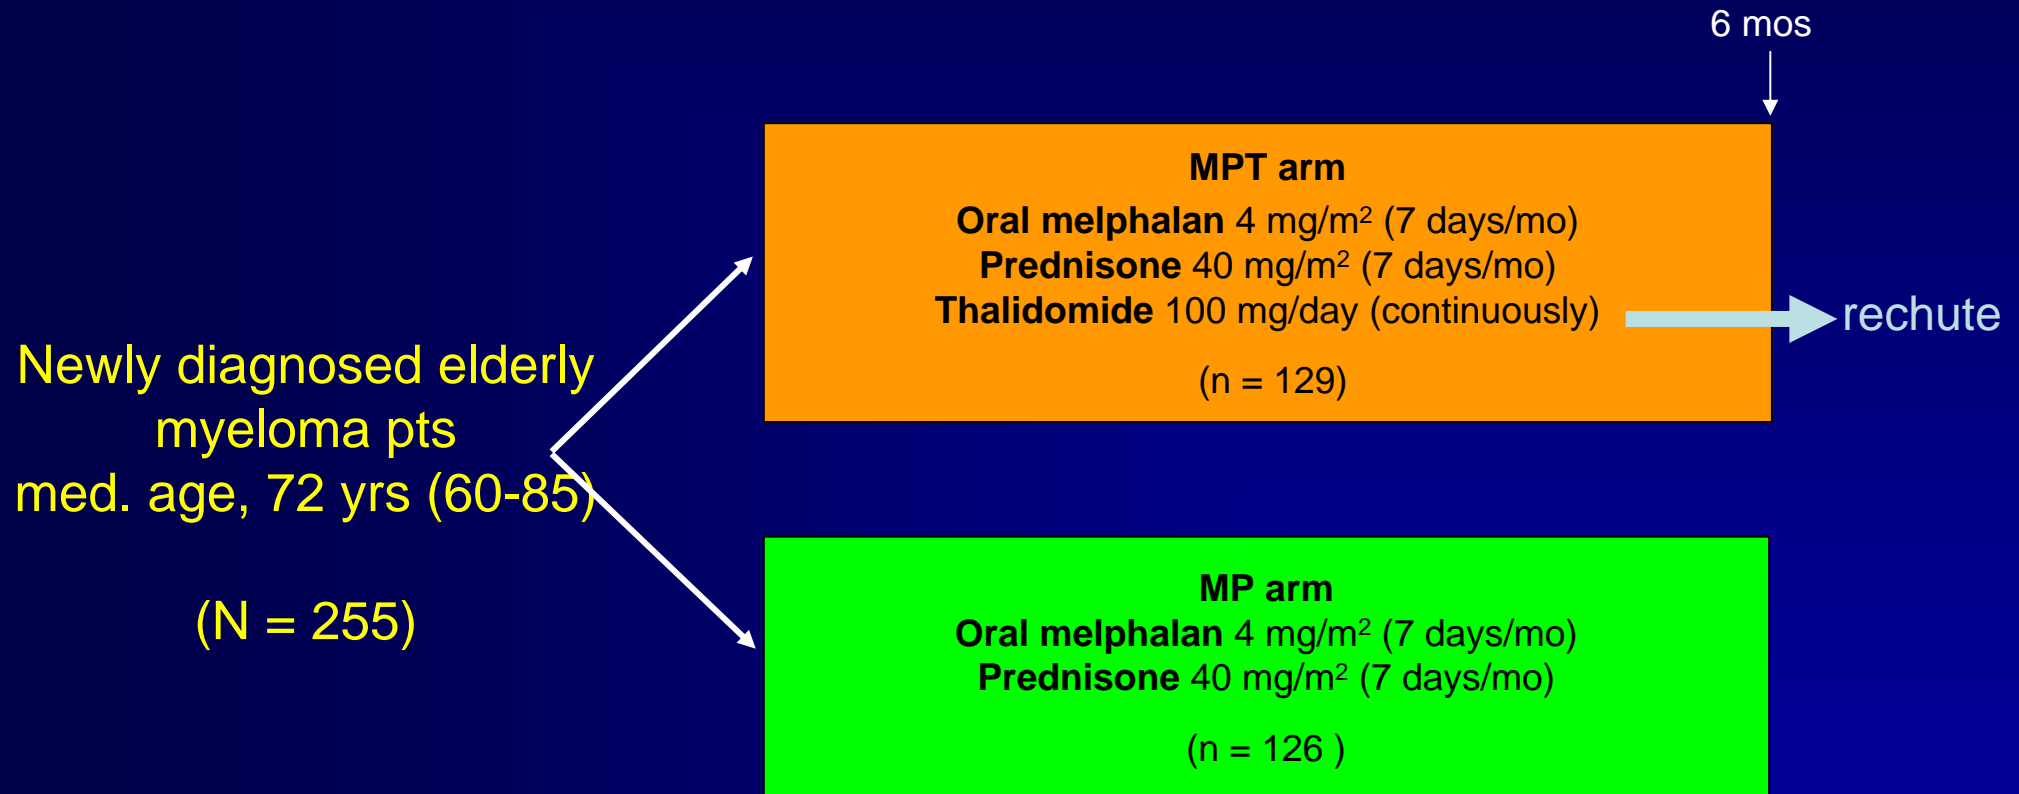 6 mos
MPT arm
Oral melphalan 4 mg/m² (7 days/mo)
Prednisone 40 mg/m² (7 days/mo)
Thalidomide 100 mg/day (continuously)
(n = 129)
rechute
Newly diagnosed elderly
myeloma pts
med. age, 72 yrs (60-85)
(N = 255)
MP arm
Oral melphalan 4 mg/m² (7 days/mo)
Prednisone 40 mg/m² (7 days/mo)
(n = 126 )